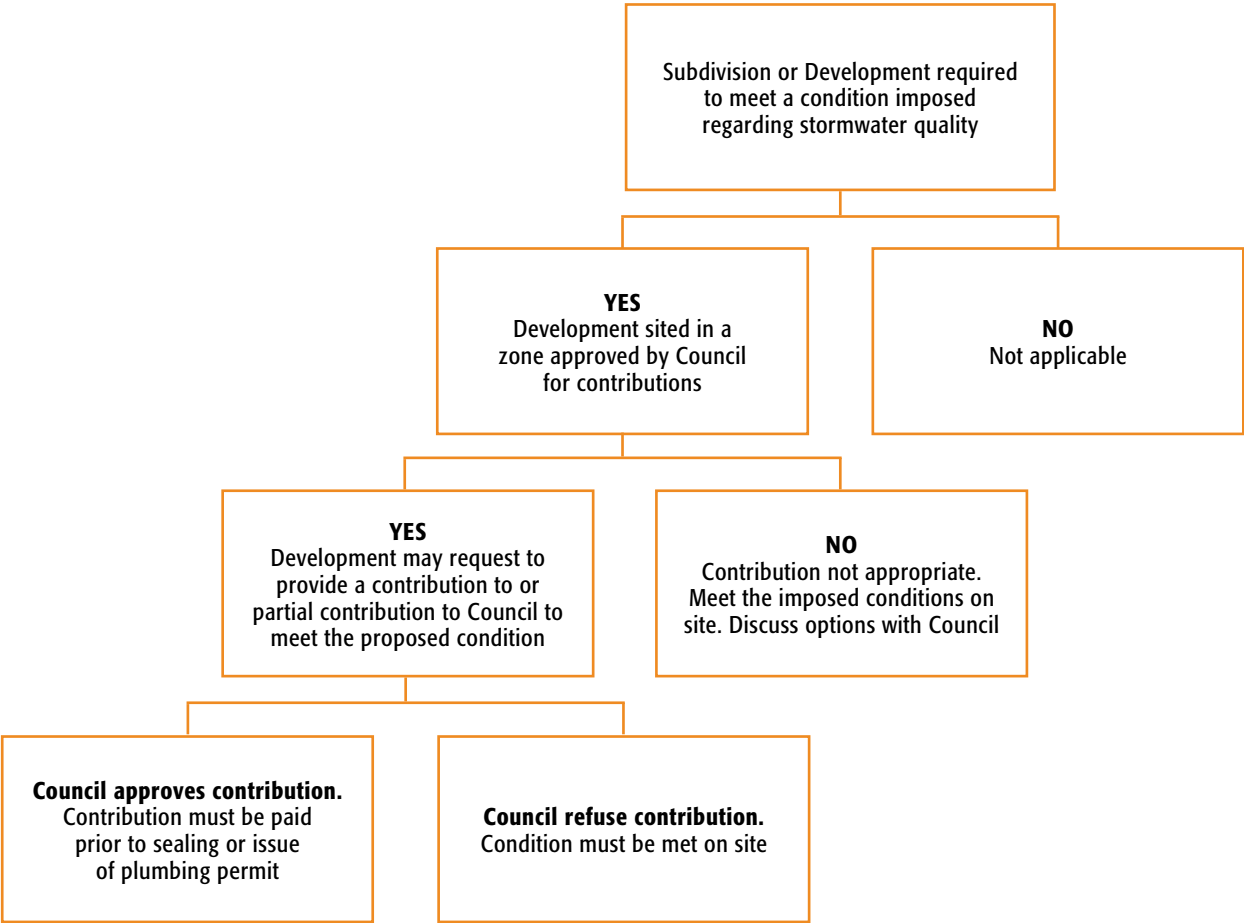 Subdivision or Development required
to meet a condition imposed
regarding stormwater quality
YES
Development sited in a
zone approved by Council
for contributions
NO
Not applicable
YES
Development may request to
provide a contribution to or
partial contribution to Council to
meet the proposed condition
NO
Contribution not appropriate.
Meet the imposed conditions on
site. Discuss options with Council
Council approves contribution.
Contribution must be paid
prior to sealing or issue
of plumbing permit
Council refuse contribution.
Condition must be met on site